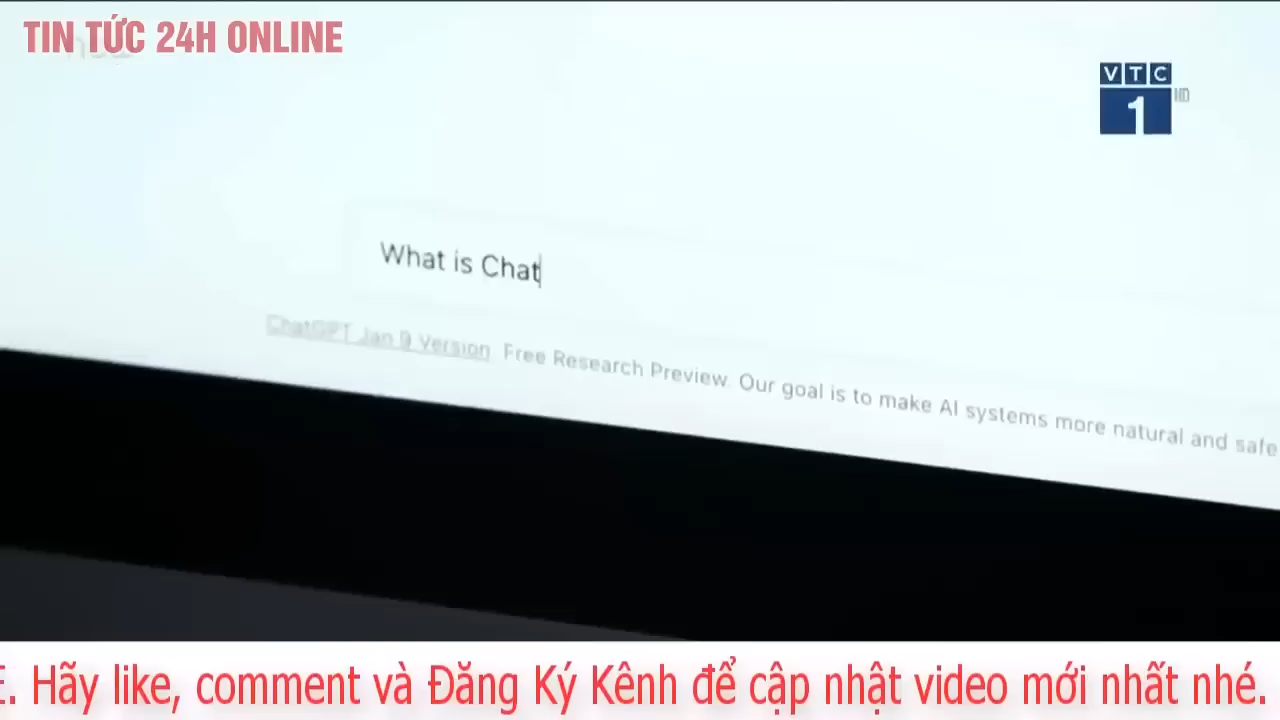 TIN TỨC 24H ONLINE
VTC
1
HD
What is Chat
ChatGPT Jan 9 Version. Free Research Preview. Our goal is to make AI systems more natural and safe
E. Hãy like, comment và Đăng Ký Kênh để cập nhật video mới nhất nhé.